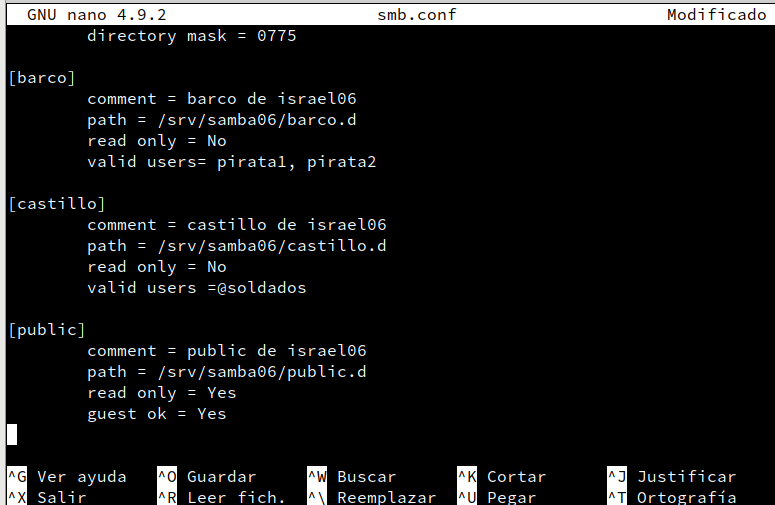 GNU nano 4.9.2 smb.conf Modificado
directory mask = 0775
[barco]
comment = barco de israel06
path = /srv/samba06/barco.d
read only = No
valid users= pirata1, pirata2
[castillo]
comment = castillo de israel06
path = /srv/samba06/castillo.d
read only = No
valid users =@soldados
[public]
comment = public de israel06
path = /srv/samba06/public.d
read only = Yes
guest ok = Yes
^G Ver ayuda ^O Guardar ^W Buscar ^K Cortar ^J Justificar
^X Salir ^R Leer fich. ^\ Reemplazar ^U Pegar ^T Ortografía